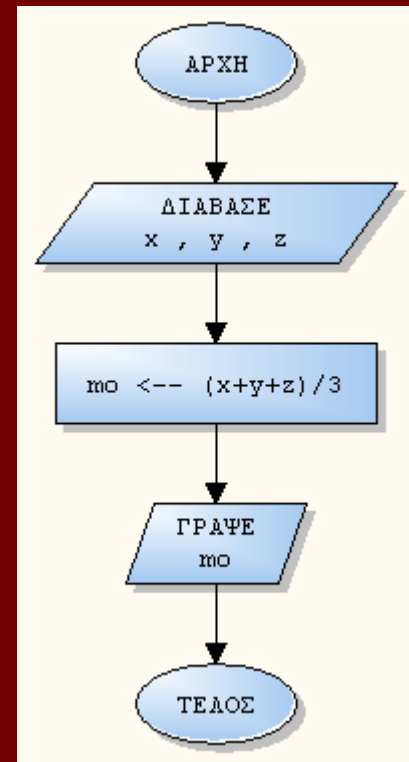 ΑΡΧΗ
ΔΙΑΒΑΣΕ
x , y , z
mo <-- (x+y+z)/3
ΓΡΑΨΕ
mo
ΤΕΛΟΣ